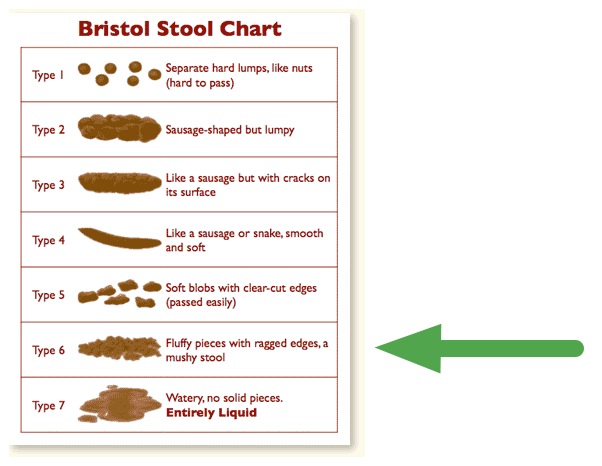 Bristol Stool Chart
Type 1 Separate hard lumps, like nuts
(hard to pass)
Type 2 Sausage-shaped but lumpy
Type 3 Like a sausage but with cracks on
its surface
Type 4 Like a sausage or snake, smooth
and soft
Type 5 Soft blobs with clear-cut edges
(passed easily)
Type 6 Fluffy pieces with ragged edges, a
mushy stool
Type 7 Watery, no solid pieces.
Entirely Liquid